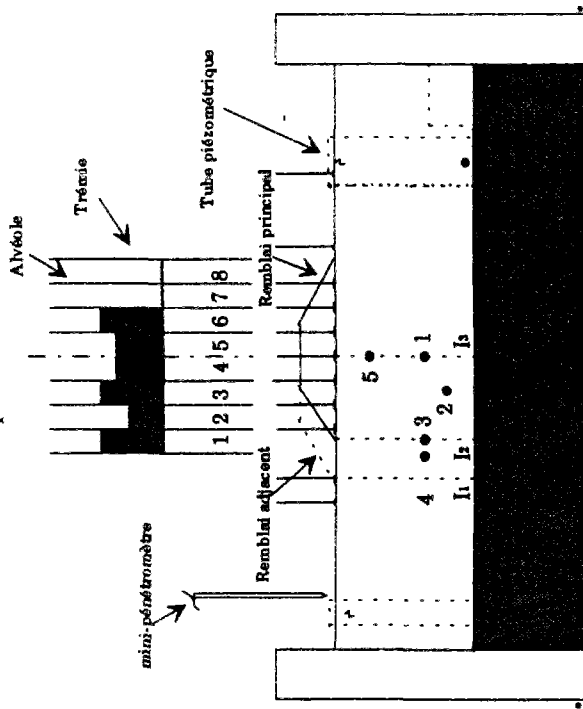 Alvéole
Trémie
1 2 3 4 5 6 7 8
Tube piézométrique
mini-pénétromètre
Remblai adjacent
Remblai principal
5
4 3 2 1
I1 I2 I3